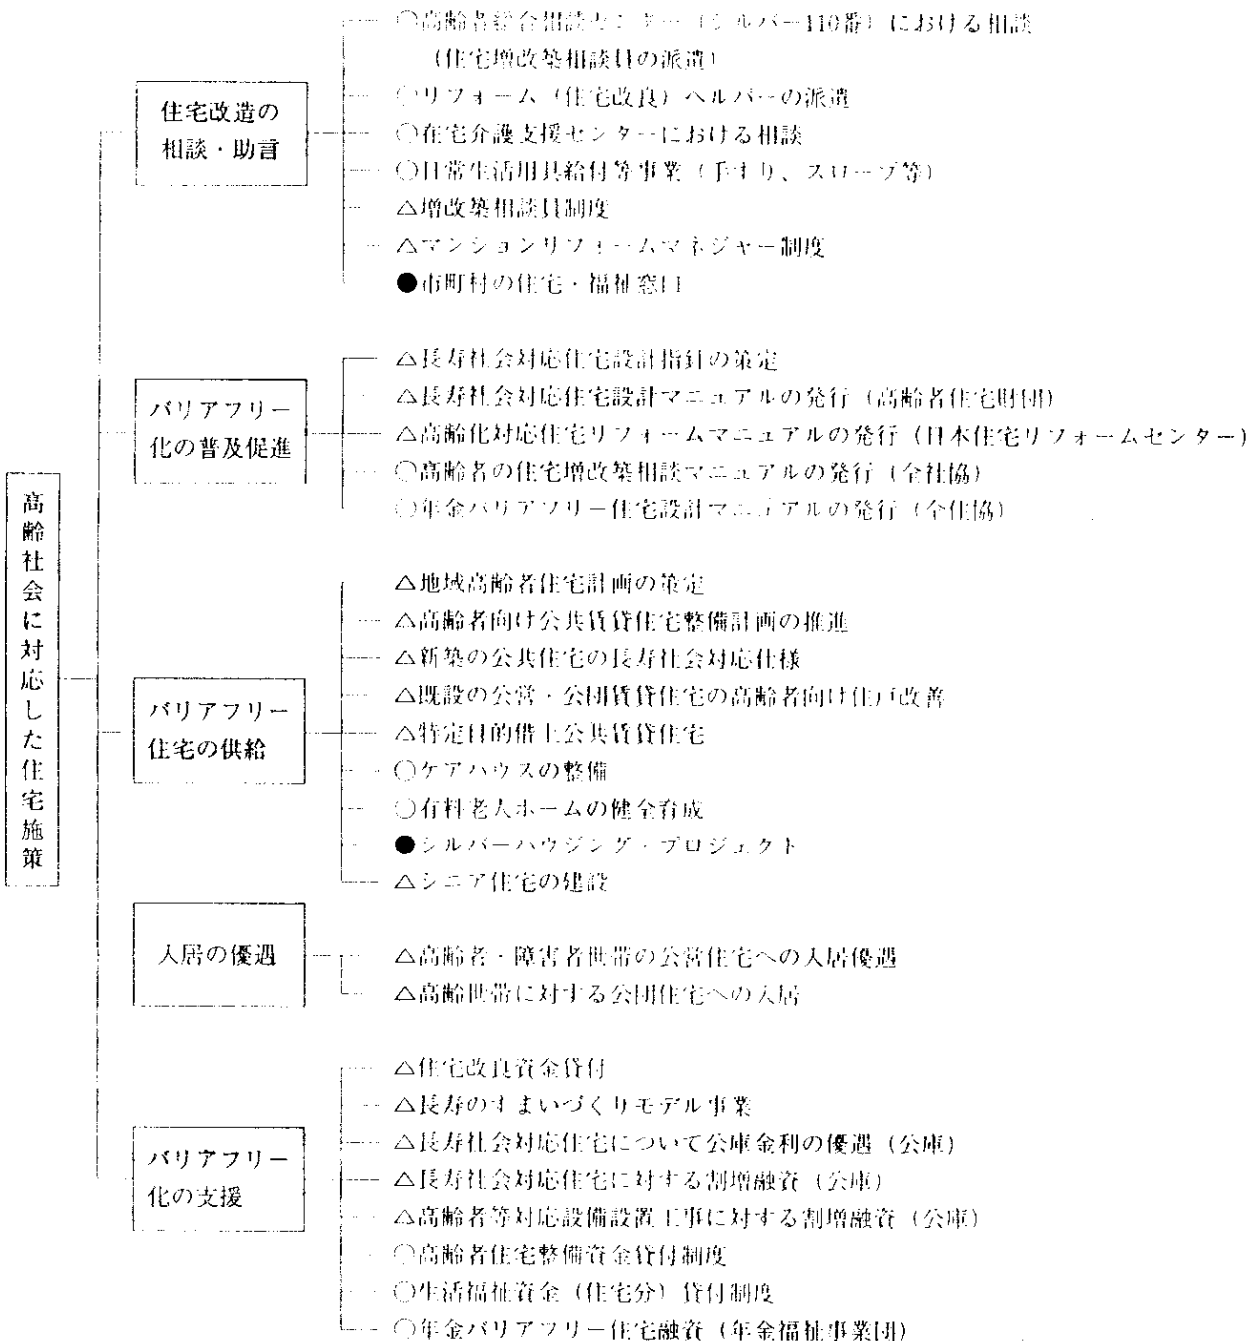 高齢社会に対応した住宅施策
住宅改造の
相談・助言
○高齢者総合相談センター（シルバー110番）における相談
（住宅増改築相談員の派遣）
○リフォーム（住宅改良）ヘルパーの派遣
○在宅介護支援センターにおける相談
○日常生活用具給付等事業（手すり、スロープ等）
△増改築相談員制度
△マンションリフォームマネジャー制度
●市町村の住宅・福祉窓口
バリアフリー
化の普及促進
△長寿社会対応住宅設計指針の策定
△長寿社会対応住宅設計マニュアルの発行（高齢者住宅財団）
△高齢化対応住宅リフォームマニュアルの発行（日本住宅リフォームセンター）
○高齢者の住宅増改築相談マニュアルの発行（全社協）
○年金バリアフリー住宅設計マニュアルの発行（全住協）
バリアフリー
住宅の供給
△地域高齢者住宅計画の策定
△高齢者向け公共賃貸住宅整備計画の推進
△新築の公共住宅の長寿社会対応仕様
△既設の公営・公団賃貸住宅の高齢者向け住戸改善
△特定目的借上公共賃貸住宅
○ケアハウスの整備
○有料老人ホームの健全育成
●シルバーハウジング・プロジェクト
△シニア住宅の建設
入居の優遇
△高齢者・障害者世帯の公営住宅への入居優遇
△高齢世帯に対する公団住宅への入居
バリアフリー
化の支援
△住宅改良資金貸付
△長寿のすまいづくりモデル事業
△長寿社会対応住宅について公庫金利の優遇（公庫）
△長寿社会対応住宅に対する割増融資（公庫）
△高齢者等対応設備設置工事に対する割増融資（公庫）
○高齢者住宅整備資金貸付制度
○生活福祉資金（住宅分）貸付制度
○年金バリアフリー住宅融資（年金福祉事業団）